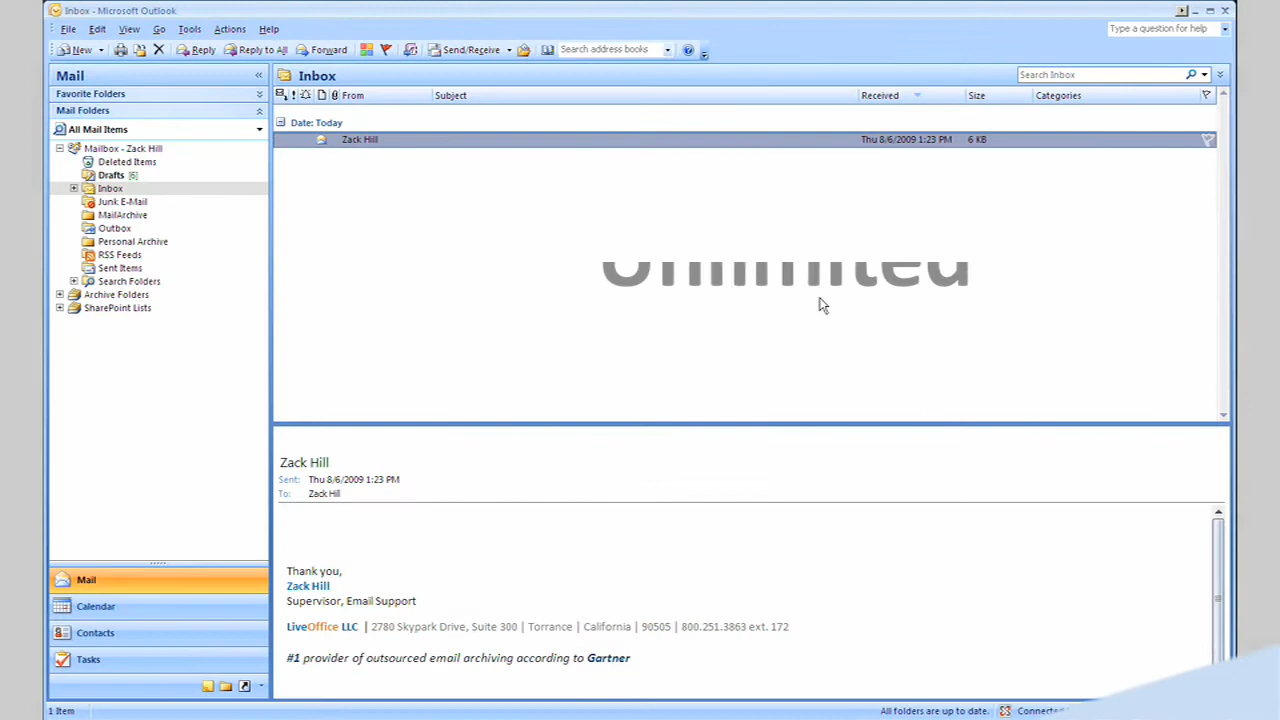 Inbox - Microsoft Outlook
File Edit View Go Tools Actions Help
Type a question for help
New Reply Reply to All Forward Send/Receive Search address books
Mail
Favorite Folders
Mail Folders
All Mail Items
Mailbox - Zack Hill
Deleted Items
Drafts [6]
Inbox
Junk E-Mail
MailArchive
Outbox
Personal Archive
RSS Feeds
Sent Items
Search Folders
Archive Folders
SharePoint Lists
Mail
Calendar
Contacts
Tasks
Inbox
Search Inbox
From Subject Received Size Categories
Date: Today
Zack Hill Thu 8/6/2009 1:23 PM 6 KB
Unlimited
Zack Hill
Sent: Thu 8/6/2009 1:23 PM
To: Zack Hill
Thank you,
Zack Hill
Supervisor, Email Support
LiveOffice LLC | 2780 Skypark Drive, Suite 300 | Torrance | California | 90505 | 800.251.3863 ext. 172
#1 provider of outsourced email archiving according to Gartner
1 Item
All folders are up to date. Connected